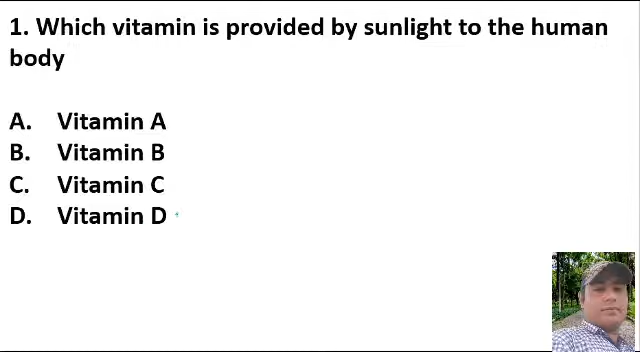 1. Which vitamin is provided by sunlight to the human
body
A. Vitamin A
B. Vitamin B
C. Vitamin C
D. Vitamin D